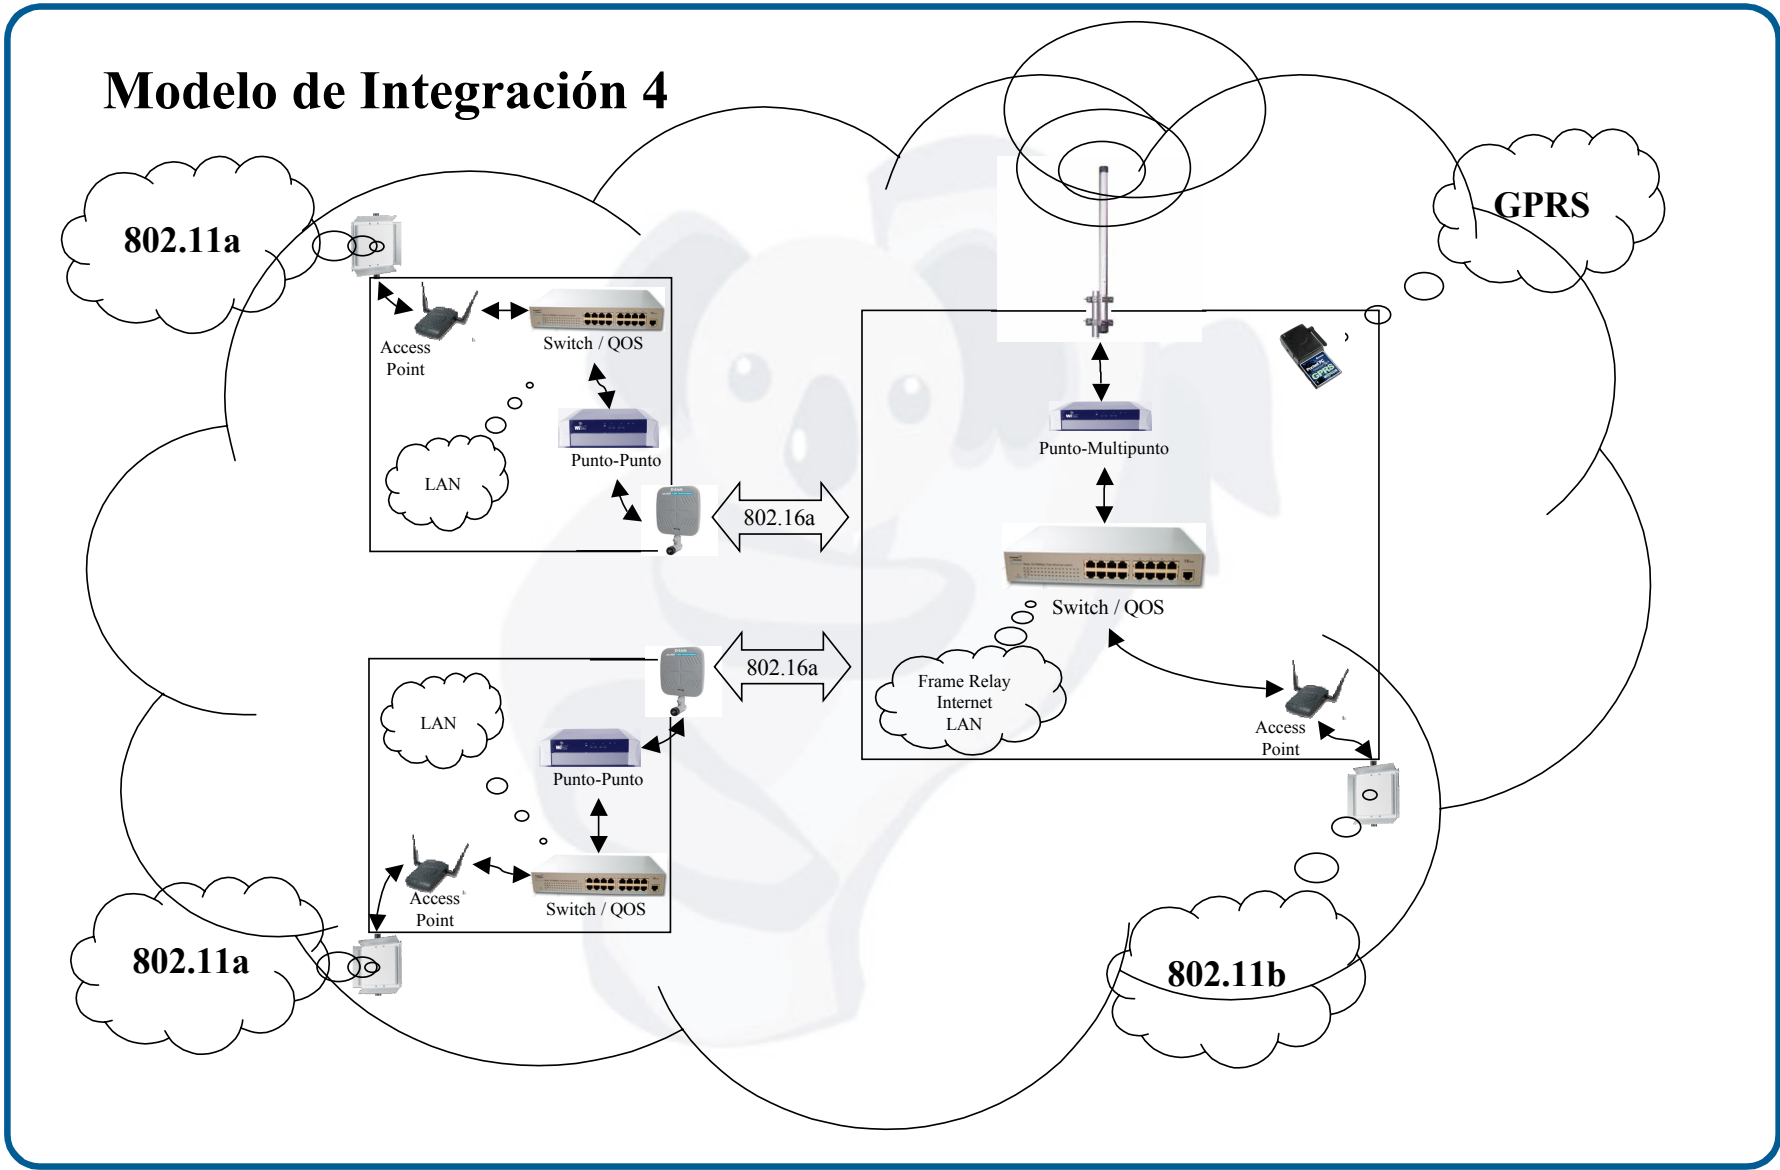 Modelo de Integración 4
802.11a
GPRS
Access
Point
Switch / QOS
Punto-Punto
LAN
802.16a
GPRS
Punto-Multipunto
Switch / QOS
Frame Relay
Internet
LAN
Access
Point
802.16a
LAN
Punto-Punto
Access
Point
Switch / QOS
802.11a
802.11b